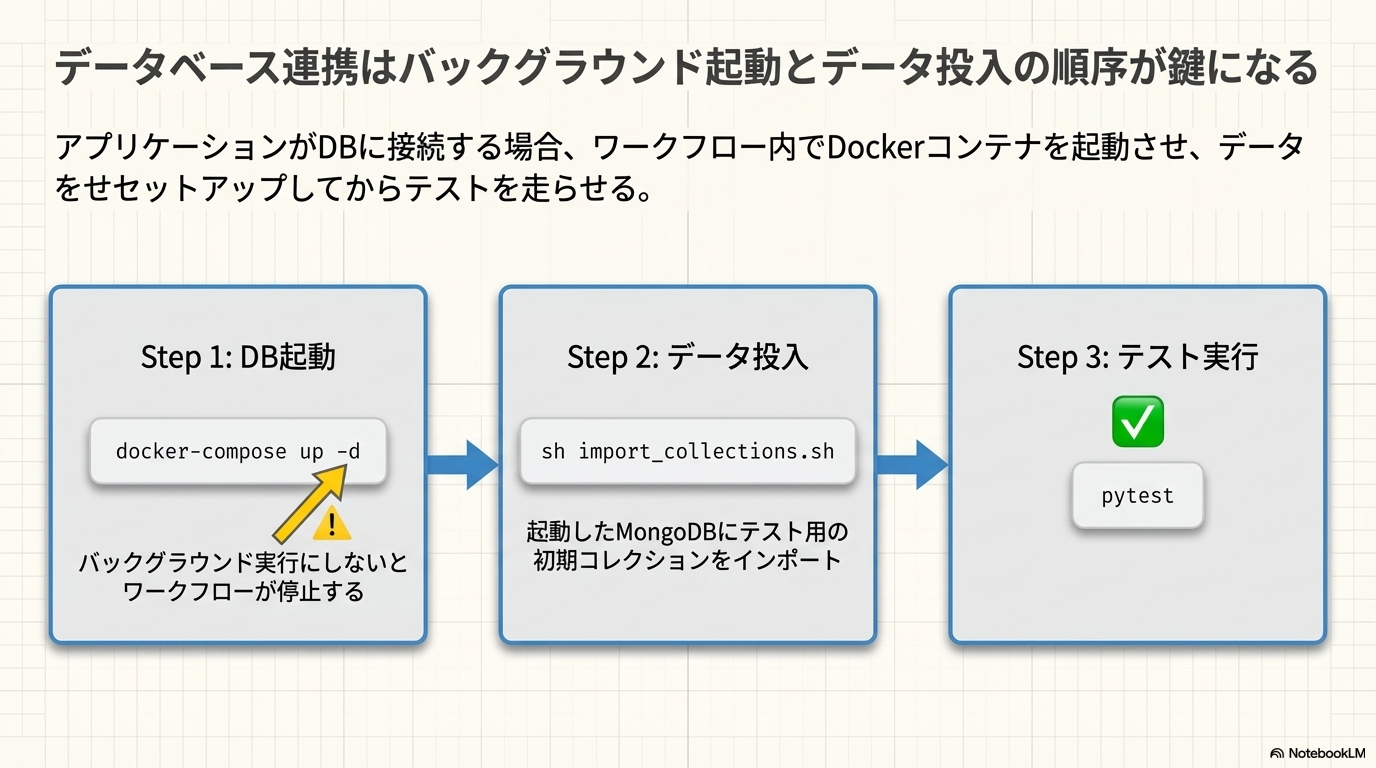 データベース連携はバックグラウンド起動とデータ投入の順序が鍵になる
アプリケーションがDBに接続する場合、ワークフロー内でDockerコンテナを起動させ、データ
をせセットアップしてからテストを走らせる。
Step 1: DB起動
docker-compose up -d
バックグラウンド実行にしないと
ワークフローが停止する
Step 2: データ投入
sh import_collections.sh
起動したMongoDBにテスト用の
初期コレクションをインポート
Step 3: テスト実行
pytest
NotebookLM